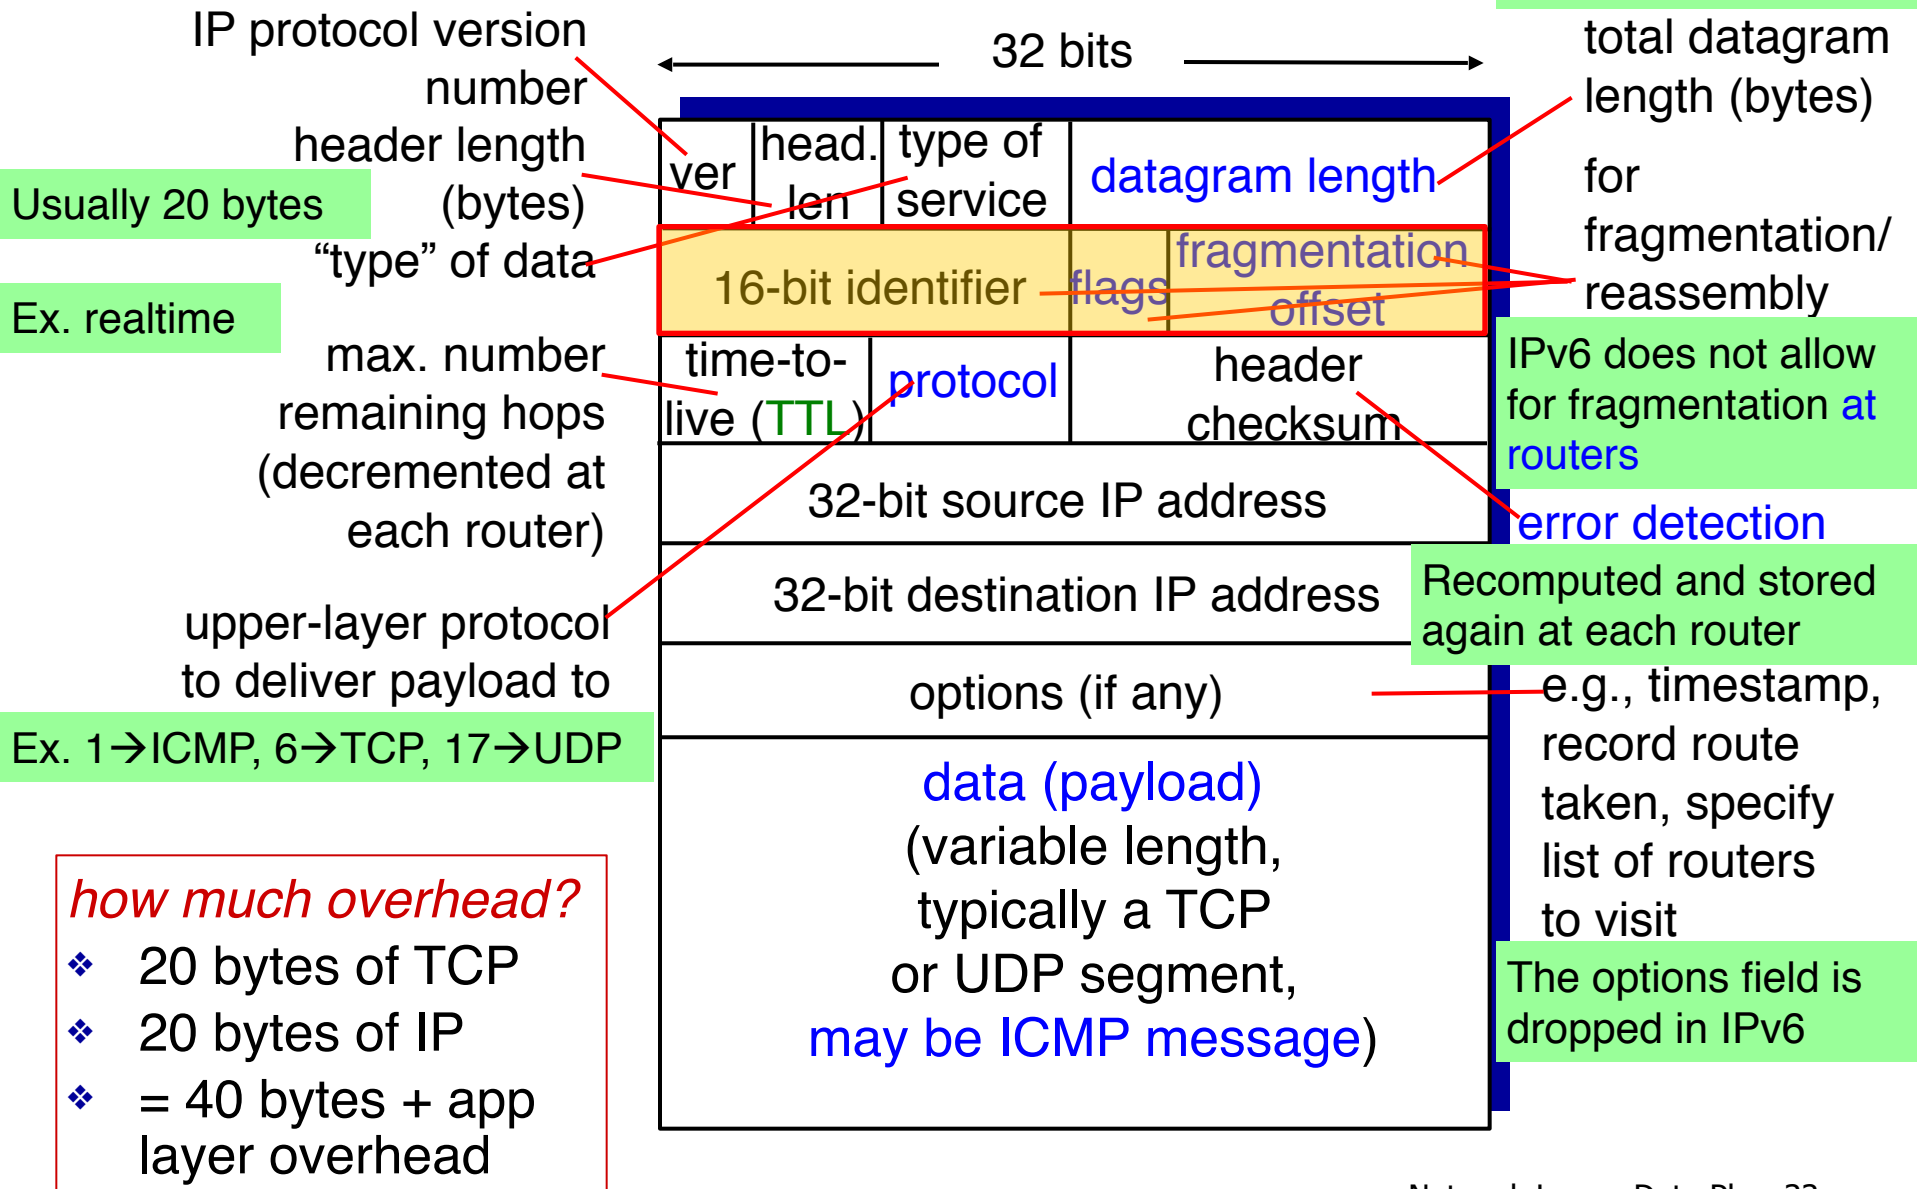 IP protocol version
number
header length
(bytes)
Usually 20 bytes
“type” of data
Ex. realtime
max. number
remaining hops
(decremented at
each router)
upper-layer protocol
to deliver payload to
Ex. 1→ICMP, 6→TCP, 17→UDP
how much overhead?
❖ 20 bytes of TCP
❖ 20 bytes of IP
❖ = 40 bytes + app
layer overhead
32 bits
ver
head.
len
type of
service
datagram length
16-bit identifier
flags
fragmentation
offset
time-to-
live (TTL)
protocol
header
checksum
32-bit source IP address
32-bit destination IP address
options (if any)
data (payload)
(variable length,
typically a TCP
or UDP segment,
may be ICMP message)
total datagram
length (bytes)
for
fragmentation/
reassembly
IPv6 does not allow
for fragmentation at
routers
error detection
Recomputed and stored
again at each router
e.g., timestamp,
record route
taken, specify
list of routers
to visit
The options field is
dropped in IPv6